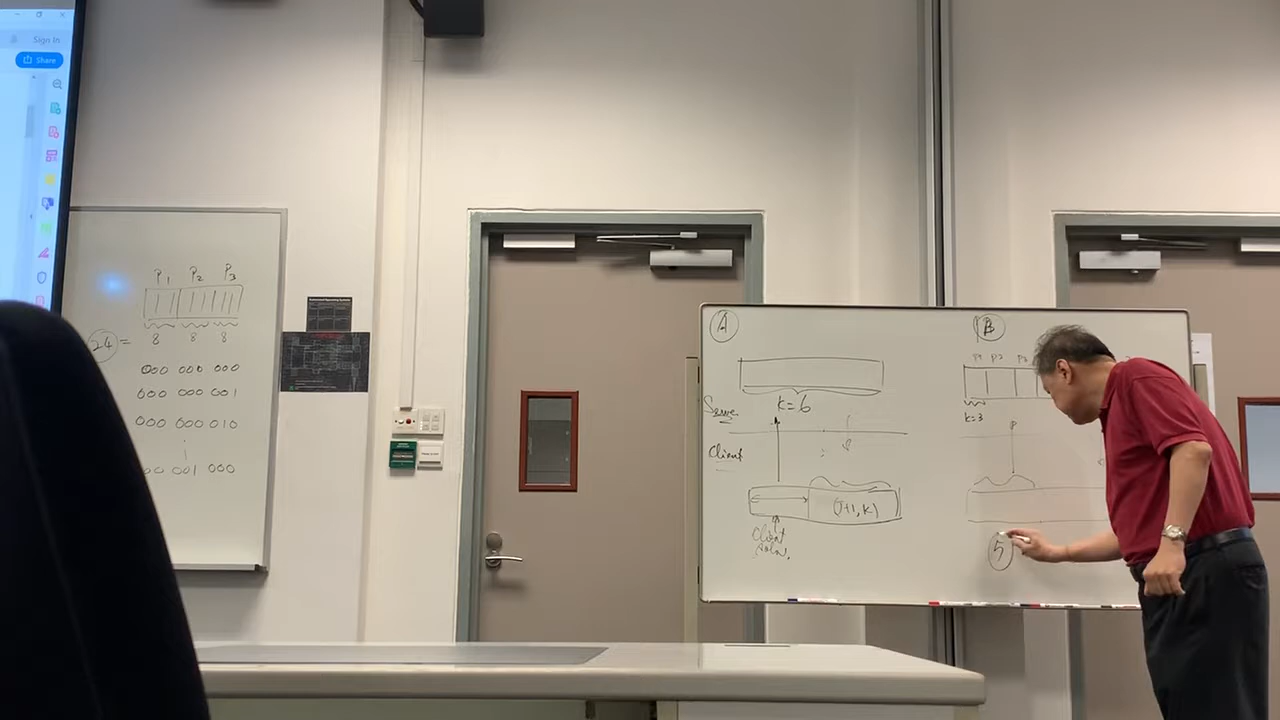 Sign In
Share
P1 P2 P3
24 = 8 8 8
000 000 000
000 000 001
000 000 010
00 001 000
A
k=6
Client
(J+1, K)
Client
B
P1 P2 P3
k=3
5